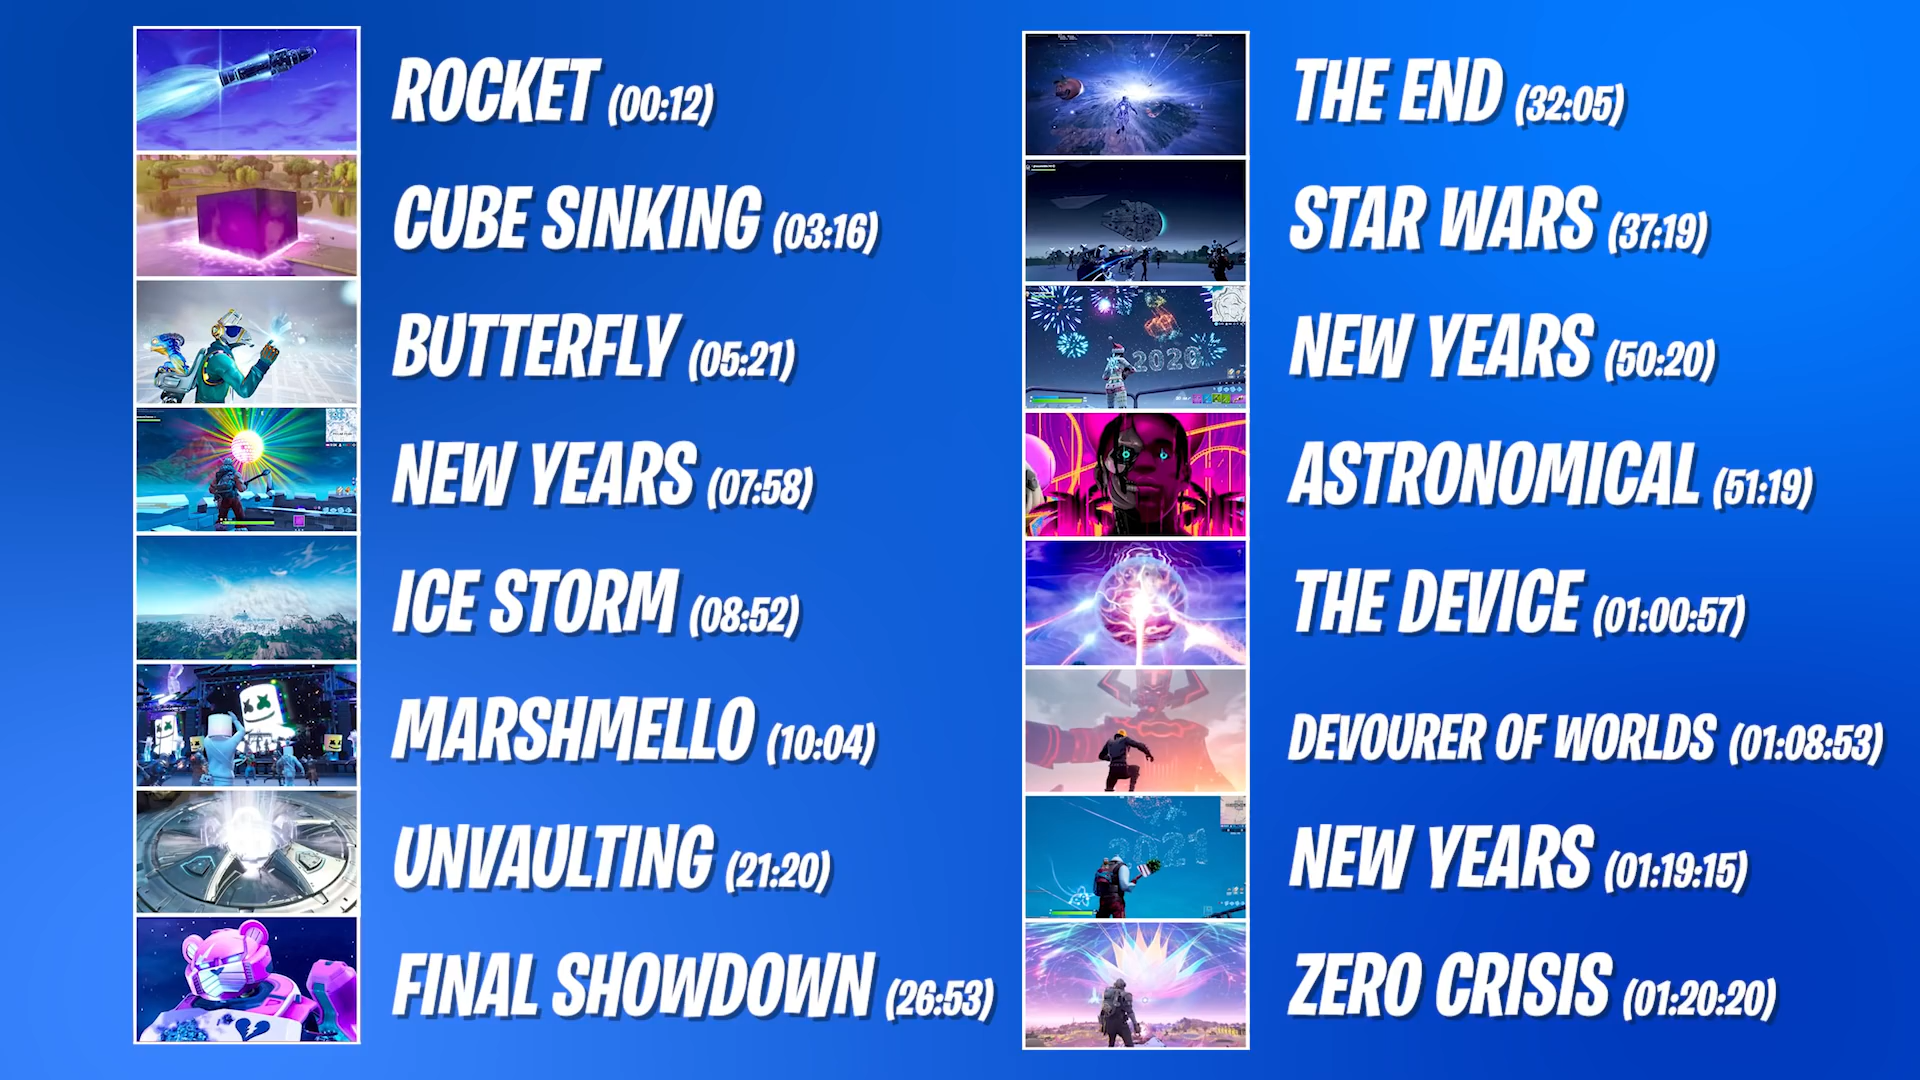 ROCKET (00:12)
CUBE SINKING (03:16)
BUTTERFLY (05:21)
NEW YEARS (07:58)
ICE STORM (08:52)
MARSHMELLO (10:04)
UNVAULTING (21:20)
FINAL SHOWDOWN (26:53)
THE END (32:05)
STAR WARS (37:19)
2020
NEW YEARS (50:20)
ASTRONOMICAL (51:19)
THE DEVICE (01:00:57)
DEVOURER OF WORLDS (01:08:53)
2021
NEW YEARS (01:19:15)
ZERO CRISIS (01:20:20)